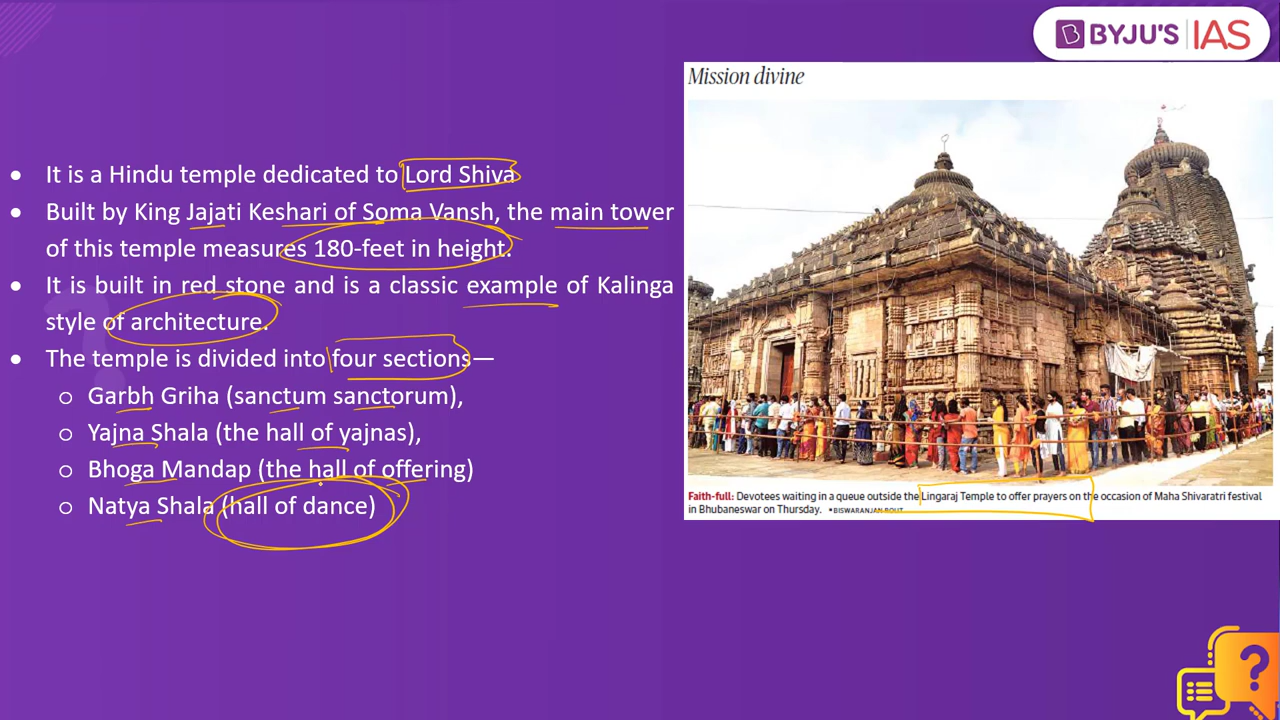 BYJU'S IAS
Mission divine
• It is a Hindu temple dedicated to Lord Shiva
• Built by King Jajati Keshari of Soma Vansh, the main tower
of this temple measures 180-feet in height.
• It is built in red stone and is a classic example of Kalinga
style of architecture.
• The temple is divided into four sections—
o Garbh Griha (sanctum sanctorum),
o Yajna Shala (the hall of yajnas),
o Bhoga Mandap (the hall of offering)
o Natya Shala (hall of dance)
Faith-full: Devotees waiting in a queue outside the Lingaraj Temple to offer prayers on the occasion of Maha Shivaratri festival
in Bhubaneswar on Thursday. • BISWARANJAN ROUT